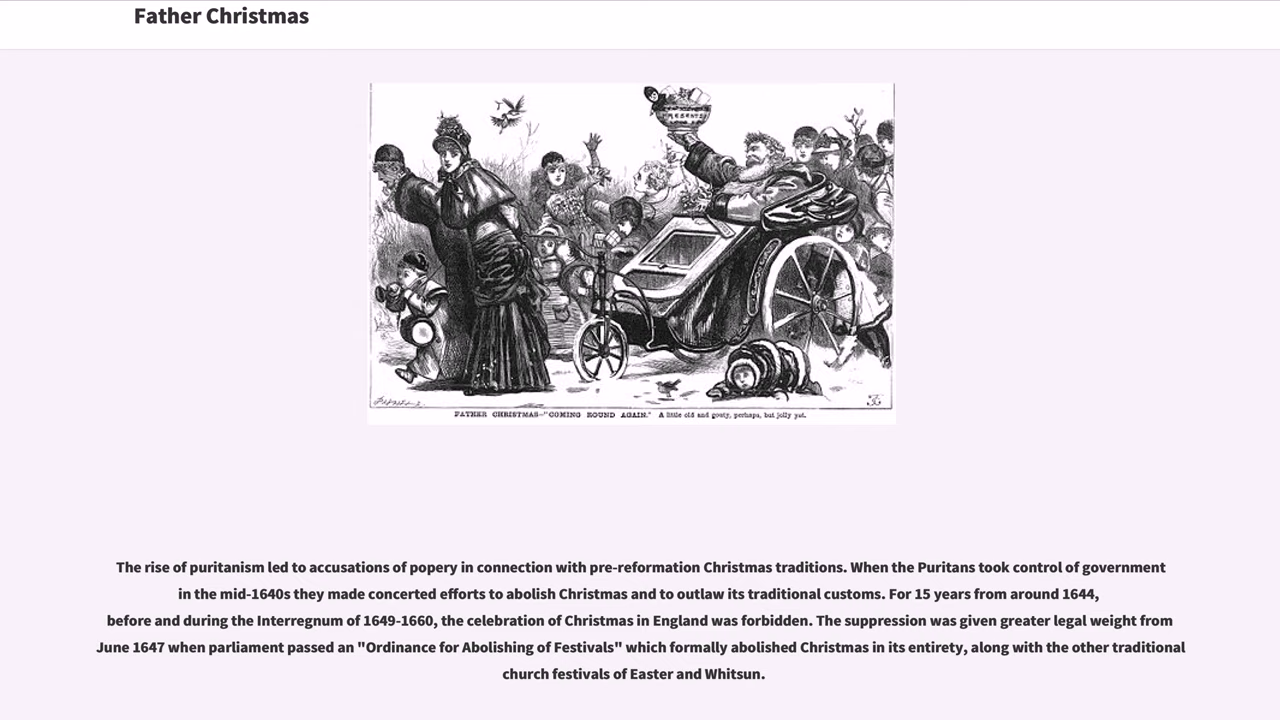 Father Christmas
PRESENTS
FATHER CHRISTMAS—"COMING ROUND AGAIN." A little old and gouty, perhaps, but jolly yet.
The rise of puritanism led to accusations of popery in connection with pre-reformation Christmas traditions. When the Puritans took control of government
in the mid-1640s they made concerted efforts to abolish Christmas and to outlaw its traditional customs. For 15 years from around 1644,
before and during the Interregnum of 1649-1660, the celebration of Christmas in England was forbidden. The suppression was given greater legal weight from
June 1647 when parliament passed an "Ordinance for Abolishing of Festivals" which formally abolished Christmas in its entirety, along with the other traditional
church festivals of Easter and Whitsun.